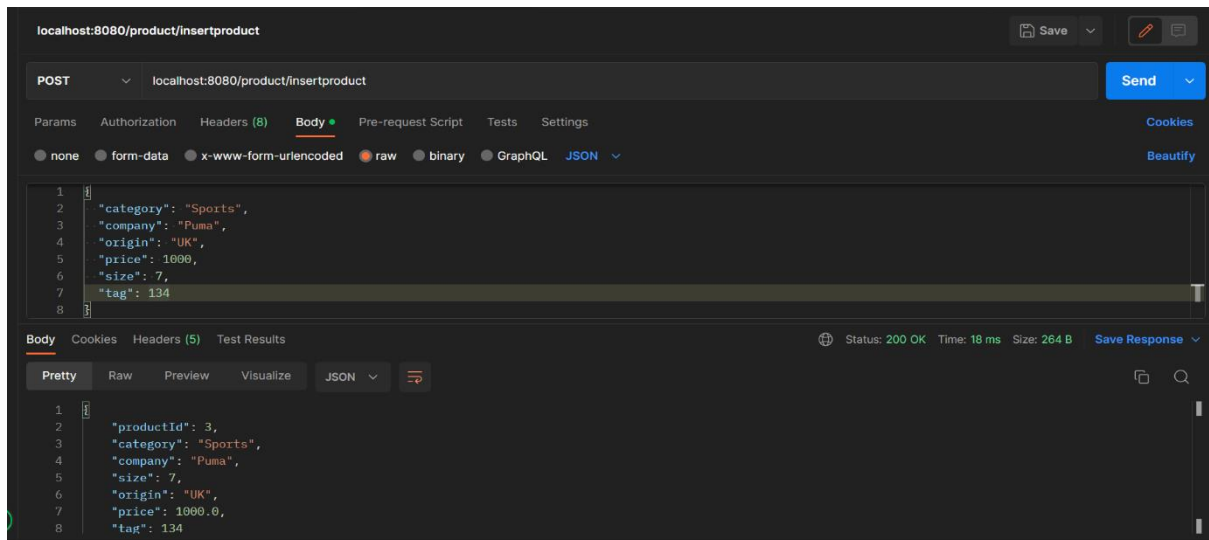 localhost:8080/product/insertproduct Save
POST localhost:8080/product/insertproduct Send
Params Authorization Headers (8) Body Pre-request Script Tests Settings Cookies
none form-data x-www-form-urlencoded raw binary GraphQL JSON Beautify
1 {
2 "category": "Sports",
3 "company": "Puma",
4 "origin": "UK",
5 "price": 1000,
6 "size": 7,
7 "tag": 134
8 }
Body Cookies Headers (5) Test Results Status: 200 OK Time: 18 ms Size: 264 B Save Response
Pretty Raw Preview Visualize JSON
1 {
2 "productId": 3,
3 "category": "Sports",
4 "company": "Puma",
5 "size": 7,
6 "origin": "UK",
7 "price": 1000.0,
8 "tag": 134